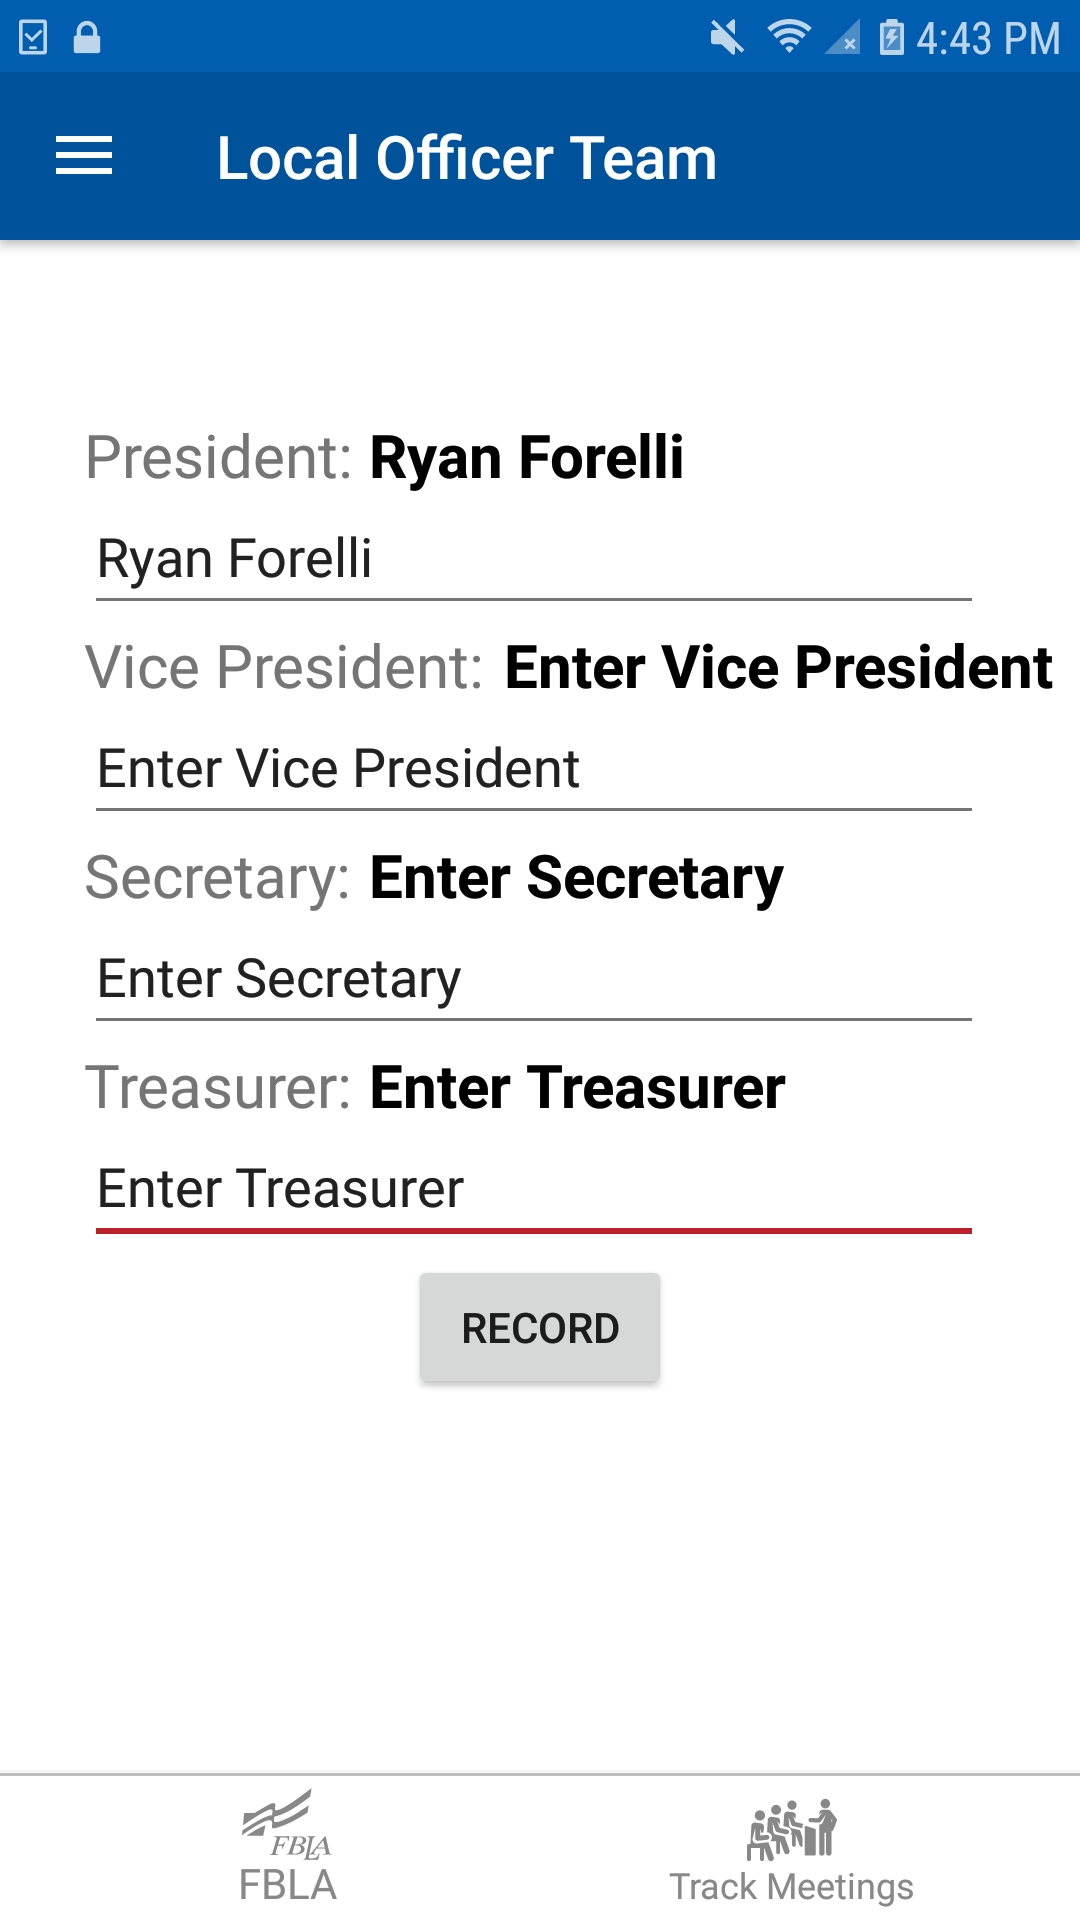 4:43 PM
Local Officer Team
President: Ryan Forelli
Ryan Forelli
Vice President: Enter Vice President
Enter Vice President
Secretary: Enter Secretary
Enter Secretary
Treasurer: Enter Treasurer
Enter Treasurer
RECORD
FBLA
FBLA
Track Meetings